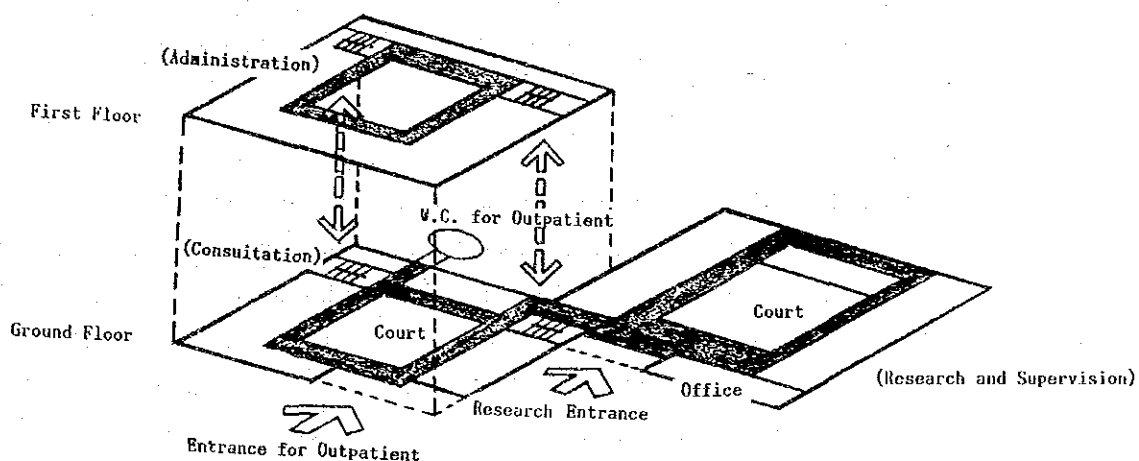 (Administration)
First Floor
W.C. for Outpatient
(Consuitation)
Ground Floor
Court
Court
Office
(Research and Supervision)
Research Entrance
Entrance for Outpatient